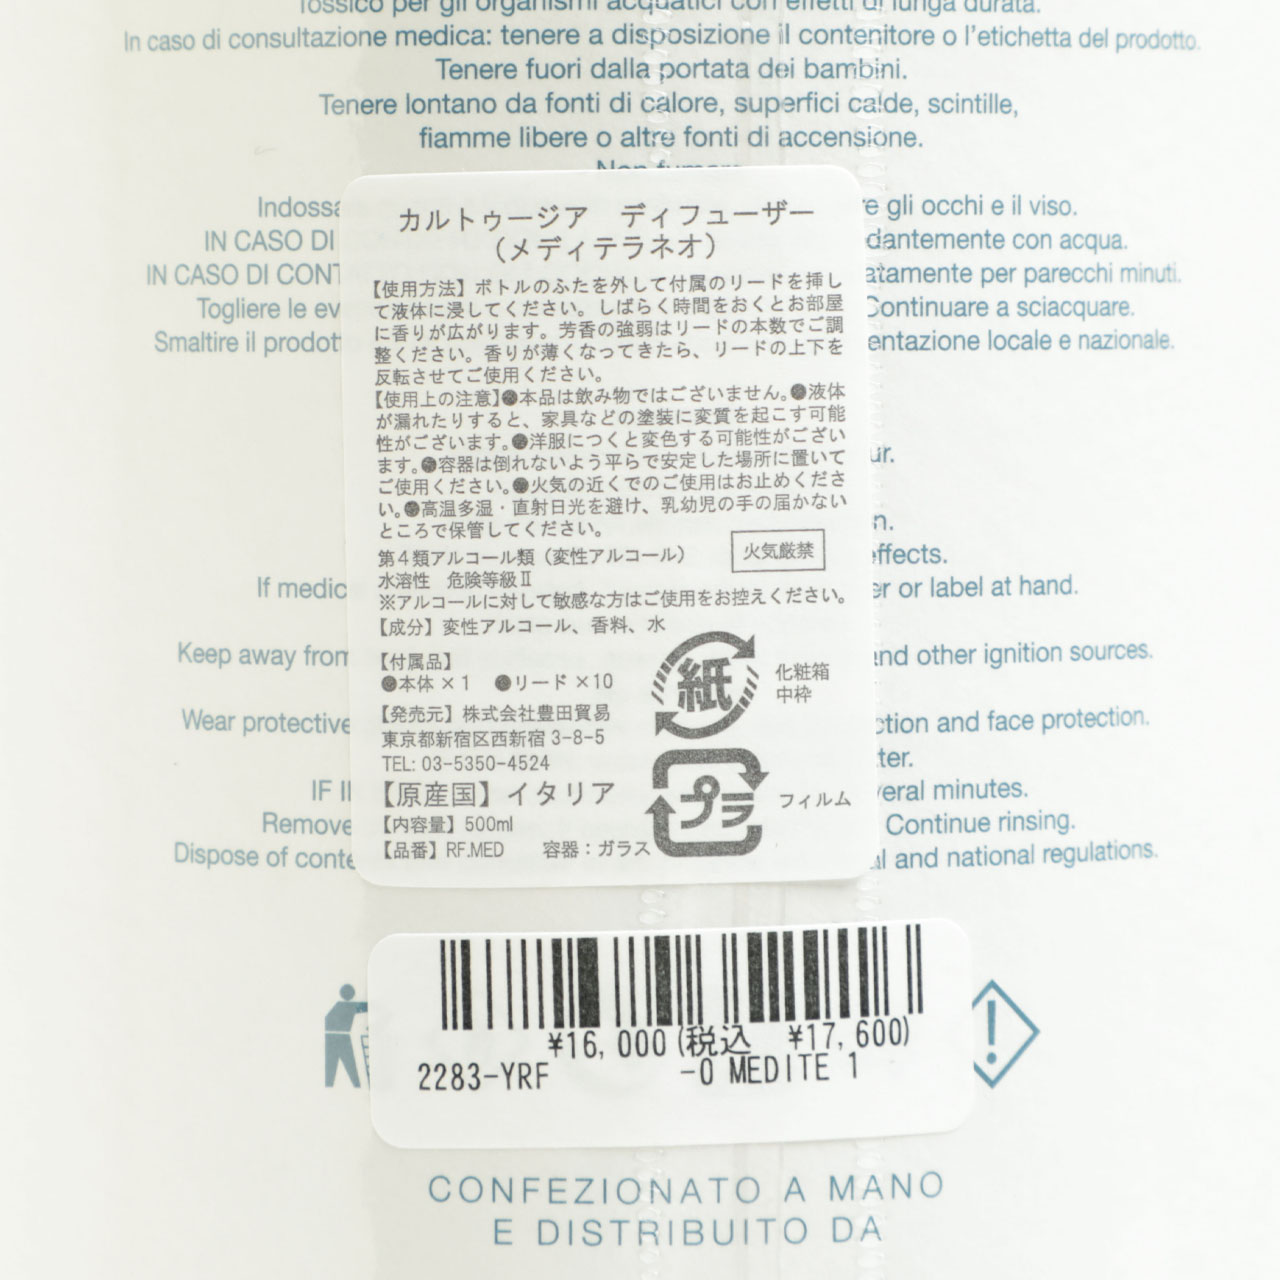 tossico per gli organismi acquatici con effetti di lunga durata.
In caso di consultazione medica: tenere a disposizione il contenitore o l'etichetta del prodotto.
Tenere fuori dalla portata dei bambini.
Tenere lontano da fonti di calore, superfici calde, scintille,
fiamme libere o altre fonti di accensione.
Non fumare
Indossa
e gli occhi e il viso.
IN CASO DI
dantemente con acqua.
IN CASO DI CONT
atamente per parecchi minuti.
Togliere le ev
Continuare a sciacquare.
Smaltire il prodott
entazione locale e nazionale.
カルトゥージア ディフューザー
（メディテラネオ）
【使用方法】ボトルのふたを外して付属のリードを挿し
て液体に浸してください。しばらく時間をおくとお部屋
に香りが広がります。芳香の強弱はリードの本数でご調
整ください。香りが薄くなってきたら、リードの上下を
反転させてご使用ください。
【使用上の注意】●本品は飲み物ではございません。●液体
が漏れたりすると、家具などの塗装に変質を起こす可能
性がございます。●洋服につくと変色する可能性がござい
ます。●容器は倒れないよう平らで安定した場所に置いて
ご使用ください。●火気の近くでのご使用はお止めくださ
い。●高温多湿・直射日光を避け、乳幼児の手の届かない
ところで保管してください。
第４類アルコール類（変性アルコール）
火気厳禁
水溶性 危険等級Ⅱ
※アルコールに対して敏感な方はご使用をお控えください。
【成分】変性アルコール、香料、水
【付属品】
●本体×1 ●リード×10
紙
化粧箱
中枠
【発売元】株式会社豊田貿易
東京都新宿区西新宿 3-8-5
TEL: 03-5350-4524
【原産国】イタリア
プラ
フィルム
【内容量】500ml
【品番】RF.MED 容器：ガラス
ur.
n.
effects.
If medic
er or label at hand.
Keep away from
and other ignition sources.
Wear protective
ction and face protection.
ter.
IF I
veral minutes.
Remove
Continue rinsing.
Dispose of conte
al and national regulations.
¥16,000(税込 ¥17,600)
2283-YRF -0 MEDITE 1
CONFEZIONATO A MANO
E DISTRIBUITO DA